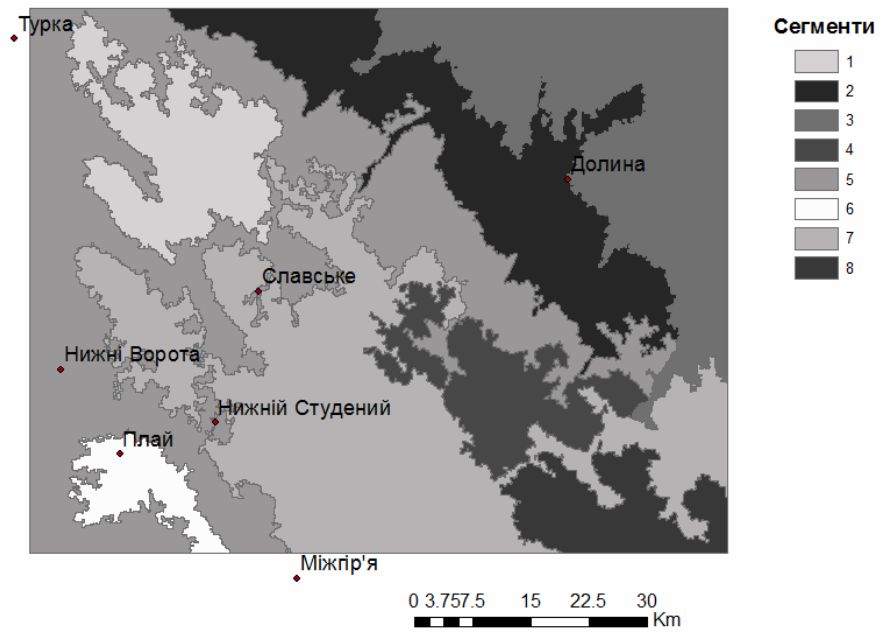 Турка
Сегменти
1
2
3
4
5
6
7
8
Долина
Славське
Нижні Ворота
Нижній Студений
Плай
Міжгір'я
0 3.757.5 15 22.5 30
Km